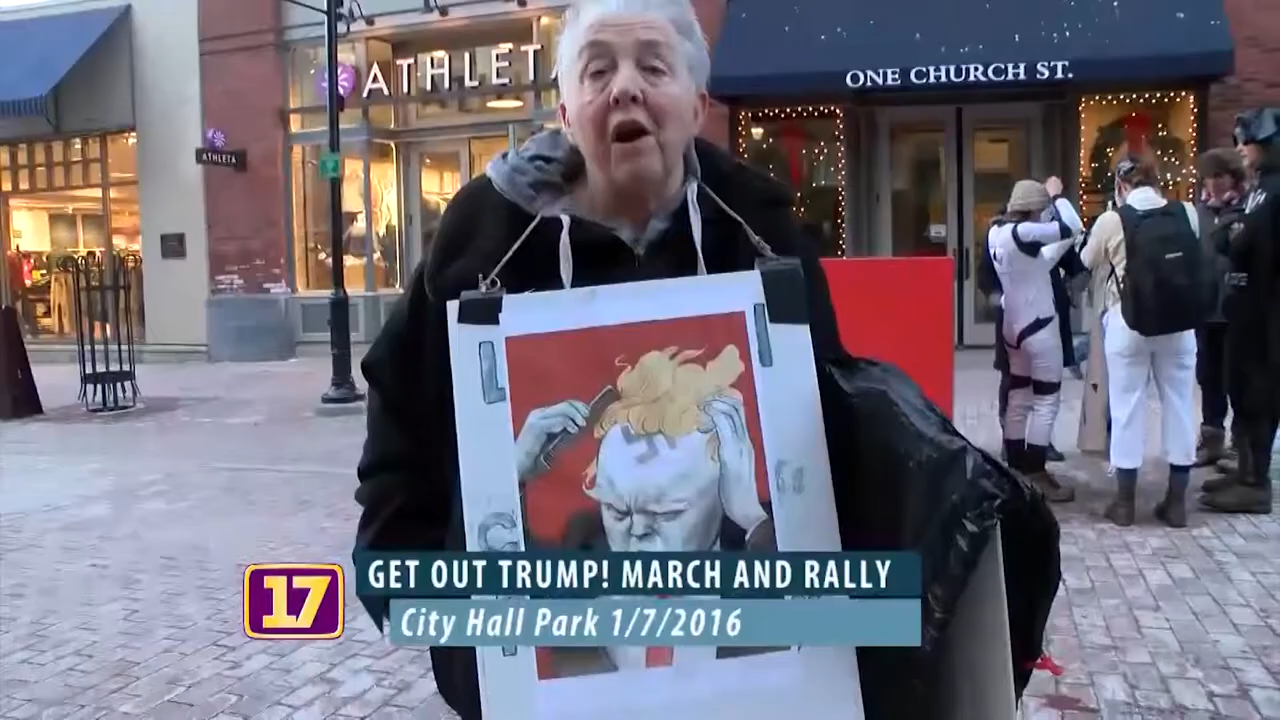 ATHLETA
ONE CHURCH ST.
ATHLETA
17
GET OUT TRUMP! MARCH AND RALLY
City Hall Park 1/7/2016